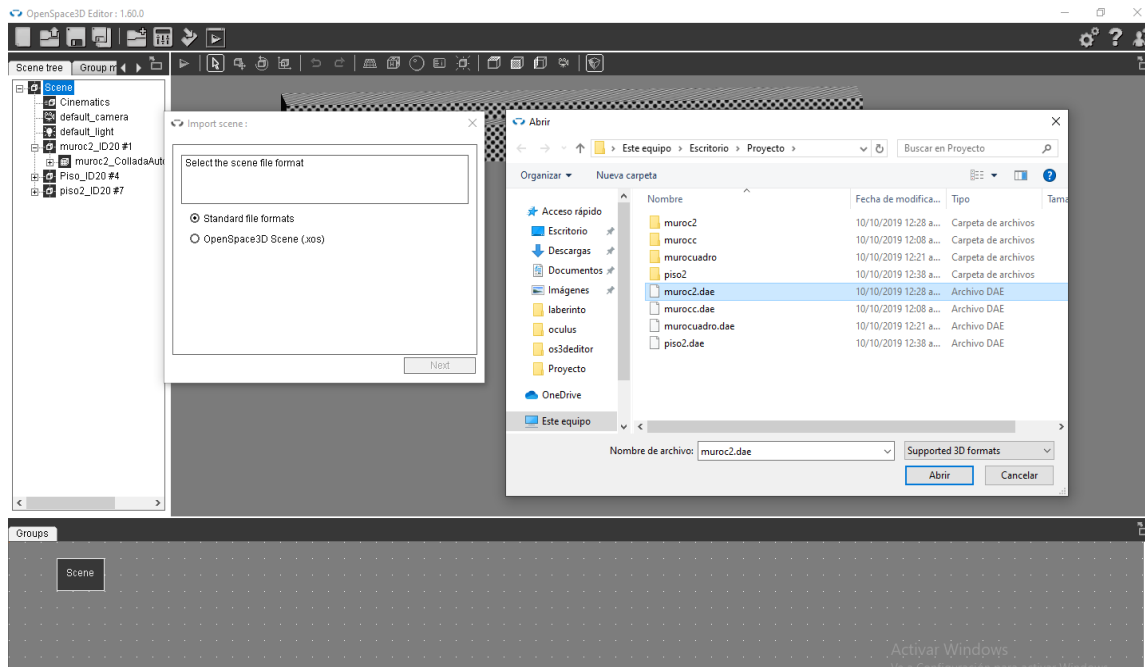 OpenSpace3D Editor : 1.60.0
Scene tree
Group m
Scene
Cinematics
default_camera
default_light
muroc2_ID20 #1
muroc2_ColladaAut
Piso_ID20 #4
piso2_ID20 #7
Import scene :
Select the scene file format
Standard file formats
OpenSpace3D Scene (.xos)
Next
Abrir
Este equipo > Escritorio > Proyecto >
Buscar en Proyecto
Organizar
Nueva carpeta
Acceso rápido
Escritorio
Descargas
Documentos
Imágenes
laberinto
oculus
os3deditor
Proyecto
OneDrive
Este equipo
Nombre Fecha de modifica... Tipo Tama
muroc2 10/10/2019 12:28 a... Carpeta de archivos
murocc 10/10/2019 12:08 a... Carpeta de archivos
murocuadro 10/10/2019 12:21 a... Carpeta de archivos
piso2 10/10/2019 12:38 a... Carpeta de archivos
muroc2.dae 10/10/2019 12:28 a... Archivo DAE
murocc.dae 10/10/2019 12:08 a... Archivo DAE
murocuadro.dae 10/10/2019 12:21 a... Archivo DAE
piso2.dae 10/10/2019 12:38 a... Archivo DAE
Nombre de archivo: muroc2.dae
Supported 3D formats
Abrir
Cancelar
Groups
Scene
Activar Windows